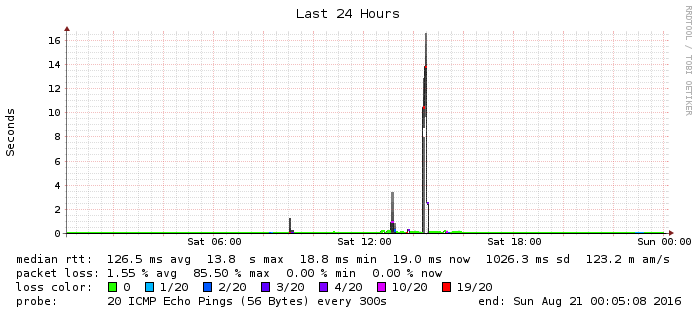 Last 24 Hours
RRDTOOL / TOBI OETIKER
Seconds
16
14
12
10
8
6
4
2
0
Sat 06:00 Sat 12:00 Sat 18:00 Sun 00:00
median rtt: 126.5 ms avg 13.8 s max 18.8 ms min 19.0 ms now 1026.3 ms sd 123.2 m am/s
packet loss: 1.55 % avg 85.50 % max 0.00 % min 0.00 % now
loss color: 0 1/20 2/20 3/20 4/20 10/20 19/20
probe: 20 ICMP Echo Pings (56 Bytes) every 300s end: Sun Aug 21 00:05:08 2016